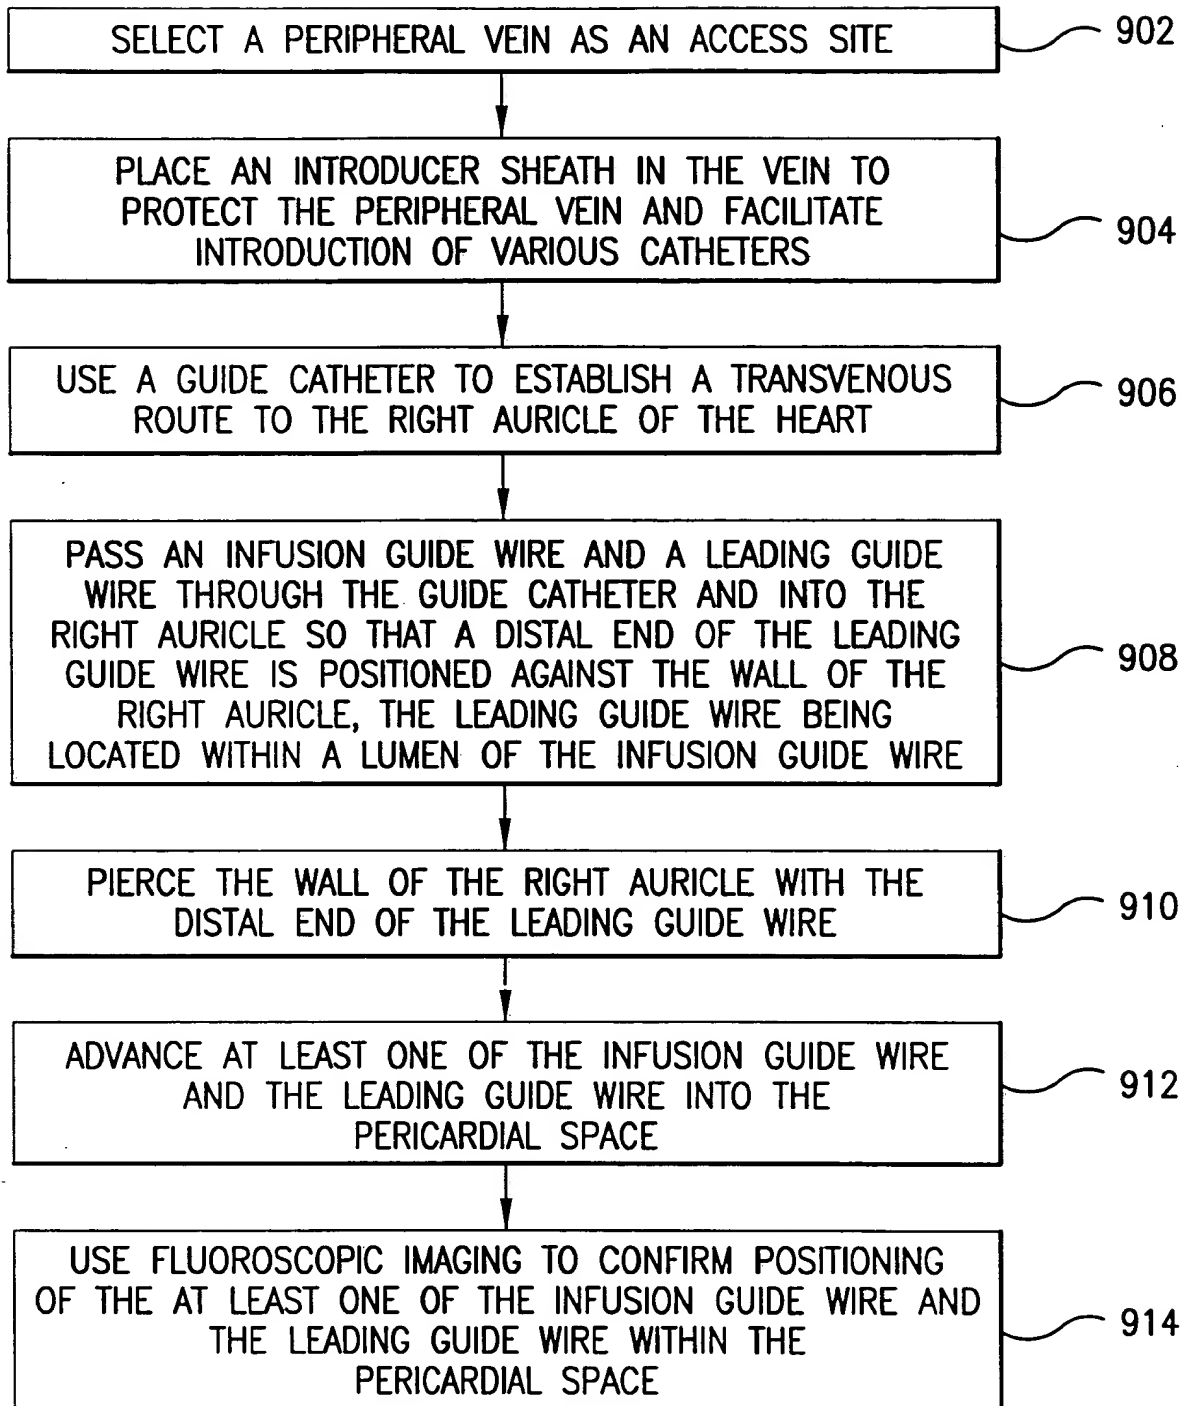 SELECT A PERIPHERAL VEIN AS AN ACCESS SITE
902
PLACE AN INTRODUCER SHEATH IN THE VEIN TO
PROTECT THE PERIPHERAL VEIN AND FACILITATE
INTRODUCTION OF VARIOUS CATHETERS
904
USE A GUIDE CATHETER TO ESTABLISH A TRANSVENOUS
ROUTE TO THE RIGHT AURICLE OF THE HEART
906
PASS AN INFUSION GUIDE WIRE AND A LEADING GUIDE
WIRE THROUGH THE GUIDE CATHETER AND INTO THE
RIGHT AURICLE SO THAT A DISTAL END OF THE LEADING
GUIDE WIRE IS POSITIONED AGAINST THE WALL OF THE
RIGHT AURICLE, THE LEADING GUIDE WIRE BEING
LOCATED WITHIN A LUMEN OF THE INFUSION GUIDE WIRE
908
PIERCE THE WALL OF THE RIGHT AURICLE WITH THE
DISTAL END OF THE LEADING GUIDE WIRE
910
ADVANCE AT LEAST ONE OF THE INFUSION GUIDE WIRE
AND THE LEADING GUIDE WIRE INTO THE
PERICARDIAL SPACE
912
USE FLUOROSCOPIC IMAGING TO CONFIRM POSITIONING
OF THE AT LEAST ONE OF THE INFUSION GUIDE WIRE AND
THE LEADING GUIDE WIRE WITHIN THE
PERICARDIAL SPACE
914